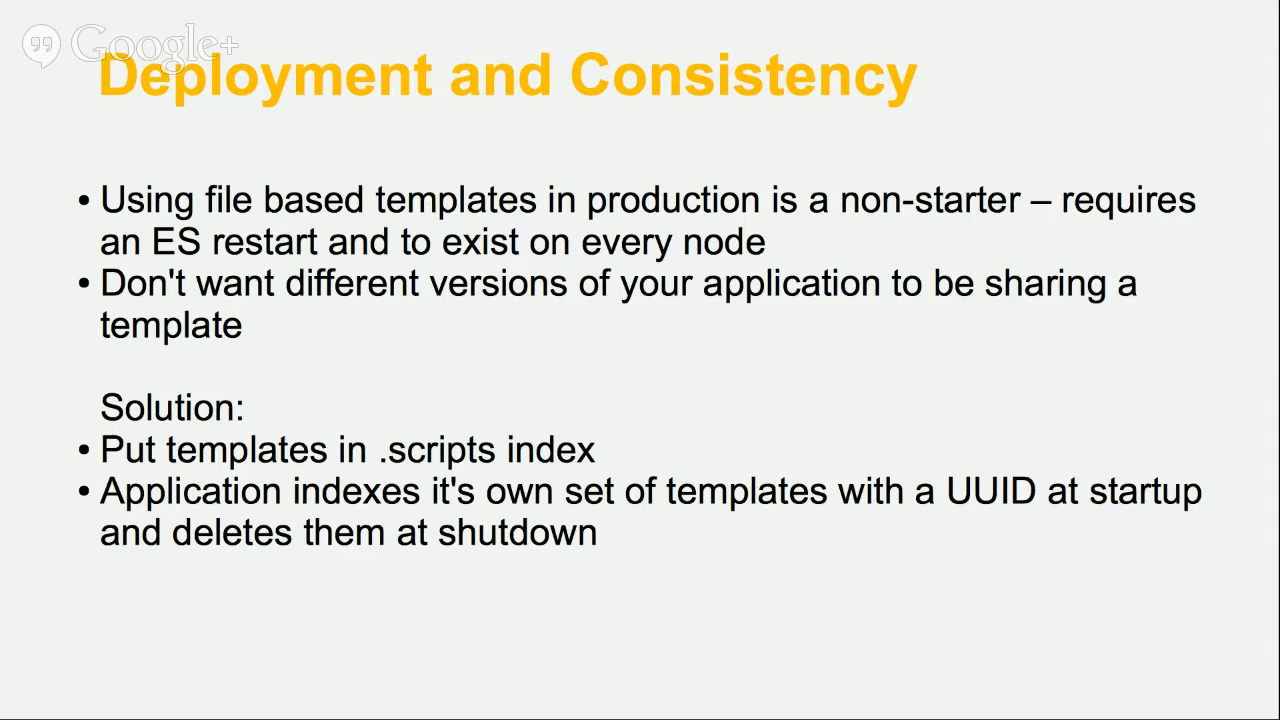 Google+
Deployment and Consistency
• Using file based templates in production is a non-starter – requires
an ES restart and to exist on every node
• Don't want different versions of your application to be sharing a
template
Solution:
• Put templates in .scripts index
• Application indexes it's own set of templates with a UUID at startup
and deletes them at shutdown